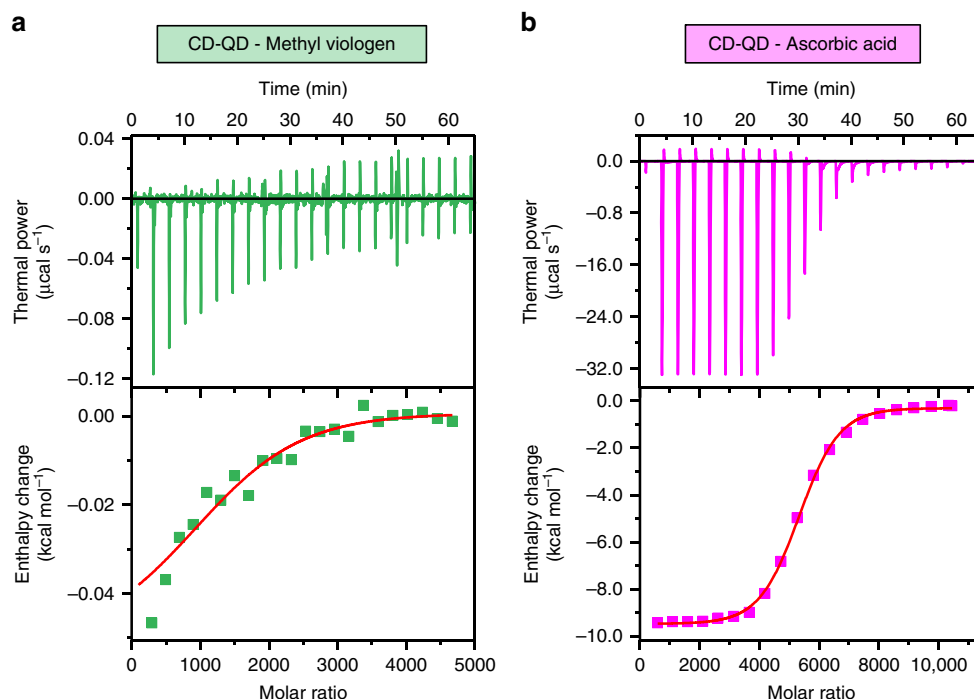 a
CD-QD - Methyl viologen
Time (min)
0 10 20 30 40 50 60
0.04
0.00
−0.04
−0.08
−0.12
Thermal power
(μcal s−1)
0.00
−0.02
−0.04
Enthalpy change
(kcal mol−1)
0 1000 2000 3000 4000 5000
Molar ratio
b
CD-QD - Ascorbic acid
Time (min)
0 10 20 30 40 50 60
0.0
−8.0
−16.0
−24.0
−32.0
Thermal power
(μcal s−1)
0.0
−2.0
−4.0
−6.0
−8.0
−10.0
Enthalpy change
(kcal mol−1)
0 2000 4000 6000 8000 10,000
Molar ratio